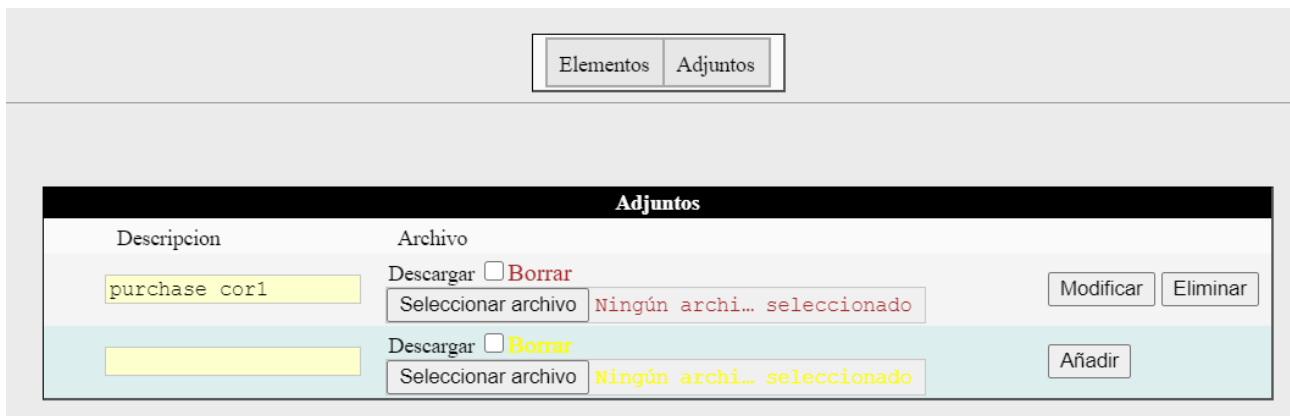 Elementos Adjuntos
Adjuntos
Descripcion Archivo
Descargar Borrar
purchase cor1 Seleccionar archivo Ningún archi… seleccionado Modificar Eliminar
Descargar Borrar
Seleccionar archivo Ningún archi… seleccionado Añadir